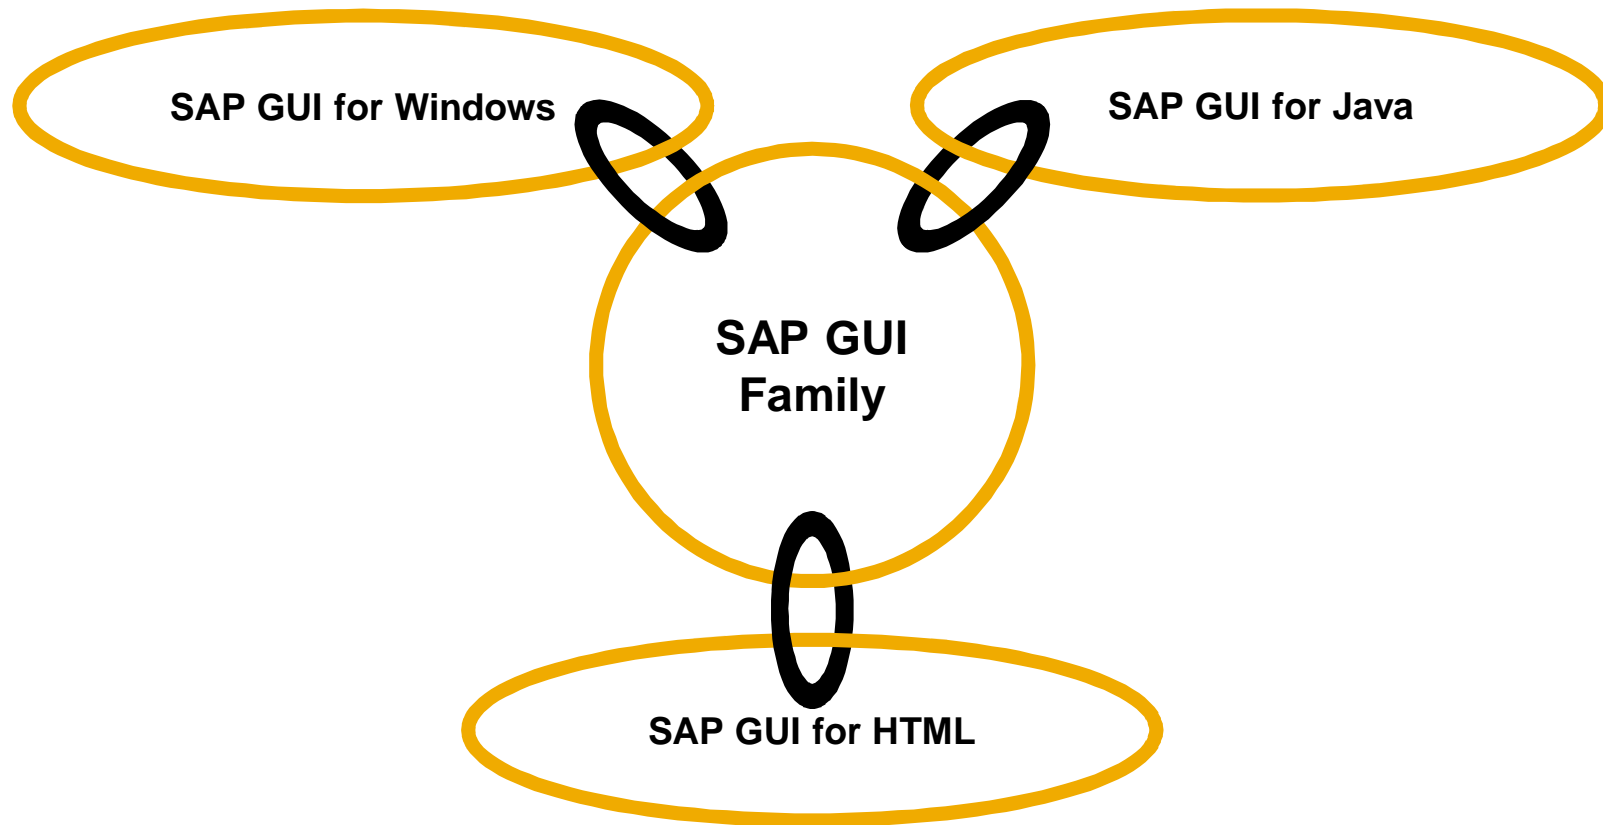 SAP GUI for Windows
SAP GUI for Java
SAP GUI
Family
SAP GUI for HTML